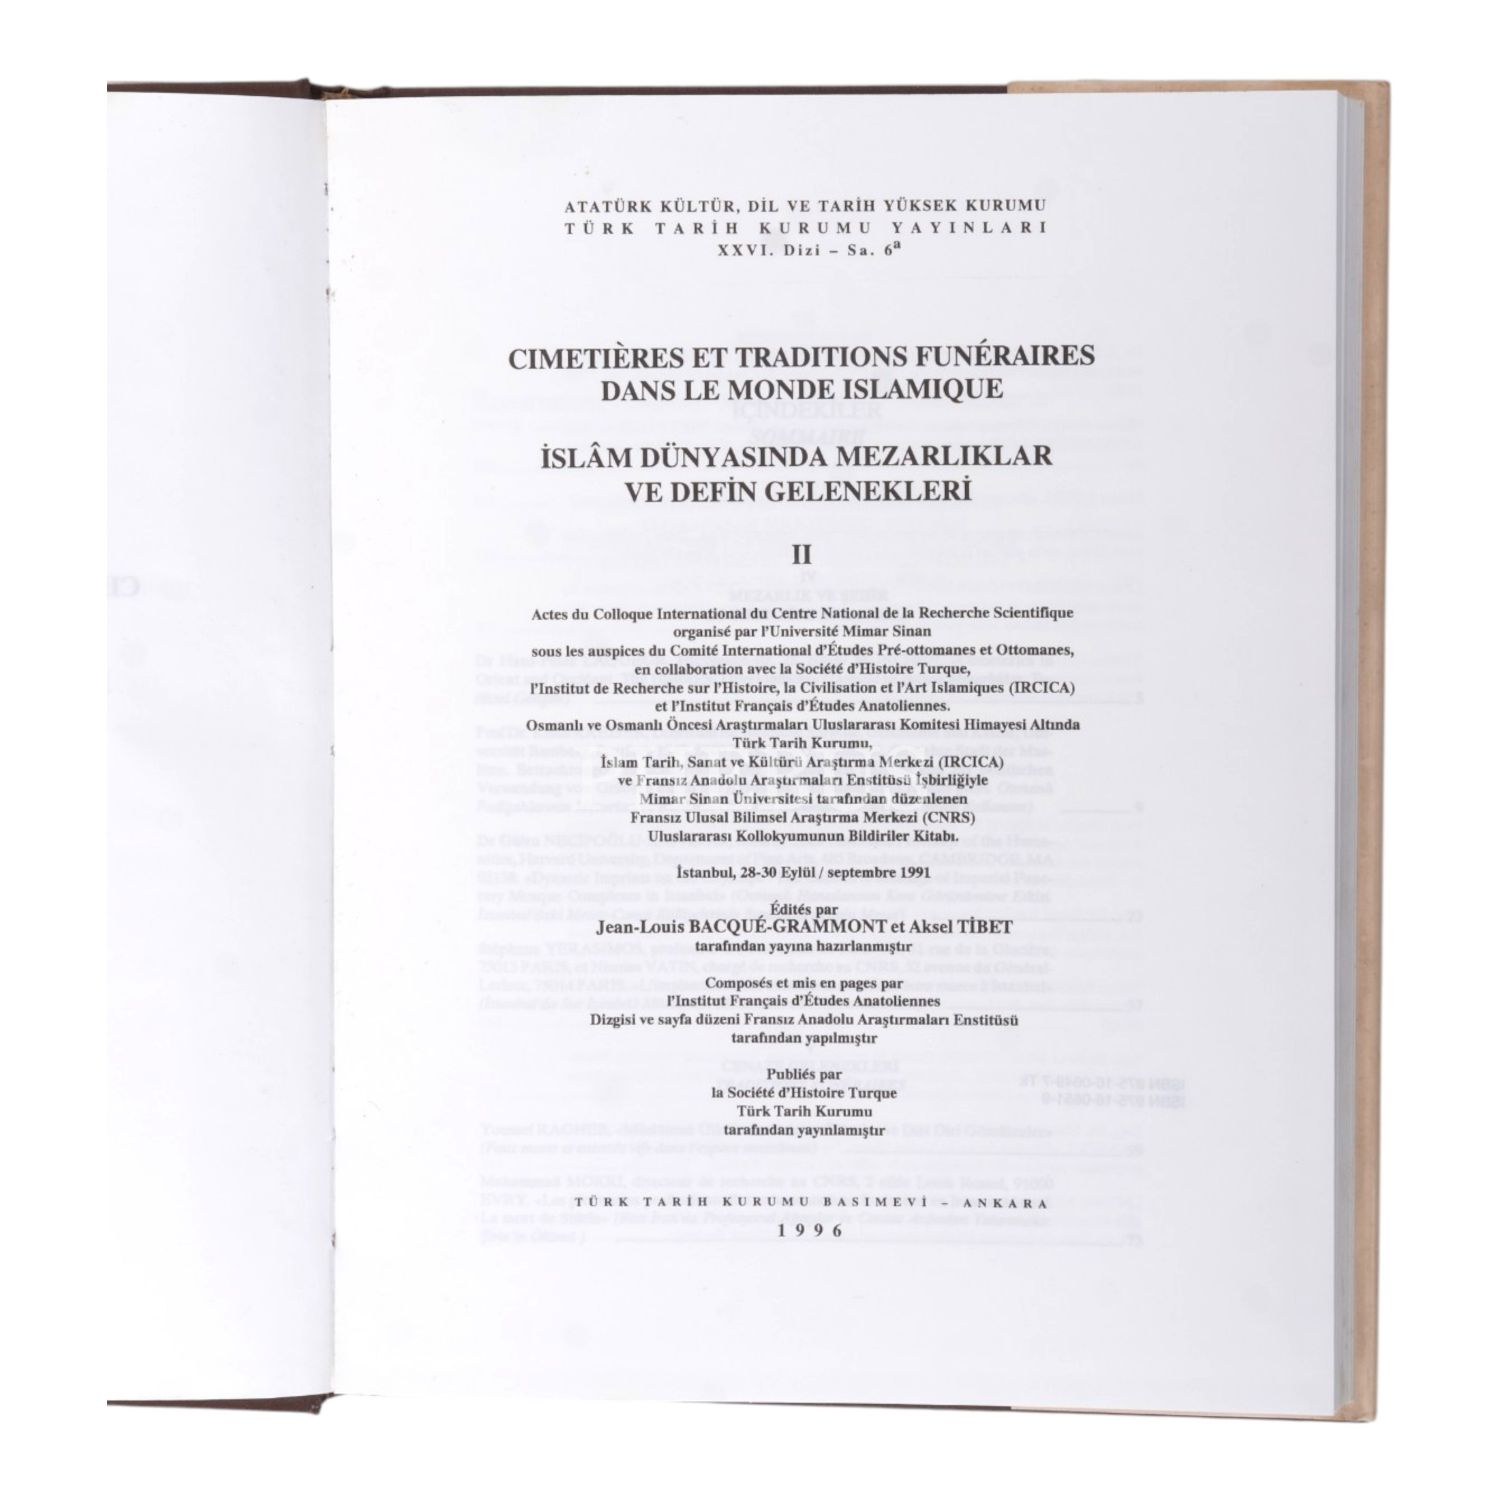 ATATÜRK KÜLTÜR, DİL VE TARİH YÜKSEK KURUMU
TÜRK TARİH KURUMU YAYINLARI
XXVI. Dizi – Sa. 6ª
CIMETIÈRES ET TRADITIONS FUNÉRAIRES
DANS LE MONDE ISLAMIQUE
İSLÂM DÜNYASINDA MEZARLIKLAR
VE DEFİN GELENEKLERİ
II
Actes du Colloque International du Centre National de la Recherche Scientifique
organisé par l'Université Mimar Sinan
sous les auspices du Comité International d'Études Pré-ottomanes et Ottomanes,
en collaboration avec la Société d'Histoire Turque,
l'Institut de Recherche sur l'Histoire, la Civilisation et l'Art Islamiques (IRCICA)
et l'Institut Français d'Études Anatoliennes.
Osmanlı ve Osmanlı Öncesi Araştırmaları Uluslararası Komitesi Himayesi Altında
Türk Tarih Kurumu,
İslam Tarih, Sanat ve Kültürü Araştırma Merkezi (IRCICA)
ve Fransız Anadolu Araştırmaları Enstitüsü İşbirliğiyle
Mimar Sinan Üniversitesi tarafından düzenlenen
Fransız Ulusal Bilimsel Araştırma Merkezi (CNRS)
Uluslararası Kollokyumunun Bildiriler Kitabı.
İstanbul, 28-30 Eylül / septembre 1991
Édités par
Jean-Louis BACQUÉ-GRAMMONT et Aksel TİBET
tarafından yayına hazırlanmıştır
Composés et mis en pages par
l'Institut Français d'Études Anatoliennes
Dizgisi ve sayfa düzeni Fransız Anadolu Araştırmaları Enstitüsü
tarafından yapılmıştır
Publiés par
la Société d'Histoire Turque
Türk Tarih Kurumu
tarafından yayınlamıştır
TÜRK TARİH KURUMU BASIMEVİ – ANKARA
1996